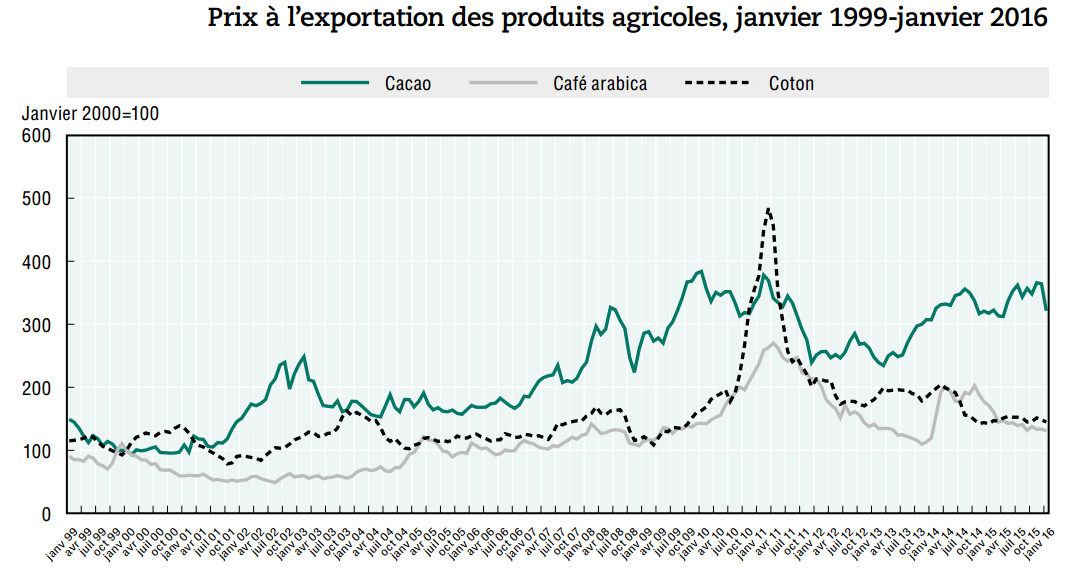 Prix à l’exportation des produits agricoles, janvier 1999-janvier 2016
Cacao Café arabica Coton
Janvier 2000=100
600
500
400
300
200
100
0
janv 99 avr 99 juil 99 oct 99 janv 00 avr 00 juil 00 oct 00 janv 01 avr 01 juil 01 oct 01 janv 02 avr 02 juil 02 oct 02 janv 03 avr 03 juil 03 oct 03 janv 04 avr 04 juil 04 oct 04 janv 05 avr 05 juil 05 oct 05 janv 06 avr 06 juil 06 oct 06 janv 07 avr 07 juil 07 oct 07 janv 08 avr 08 juil 08 oct 08 janv 09 avr 09 juil 09 oct 09 janv 10 avr 10 juil 10 oct 10 janv 11 avr 11 juil 11 oct 11 janv 12 avr 12 juil 12 oct 12 janv 13 avr 13 juil 13 oct 13 janv 14 avr 14 juil 14 oct 14 janv 15 avr 15 juil 15 oct 15 janv 16